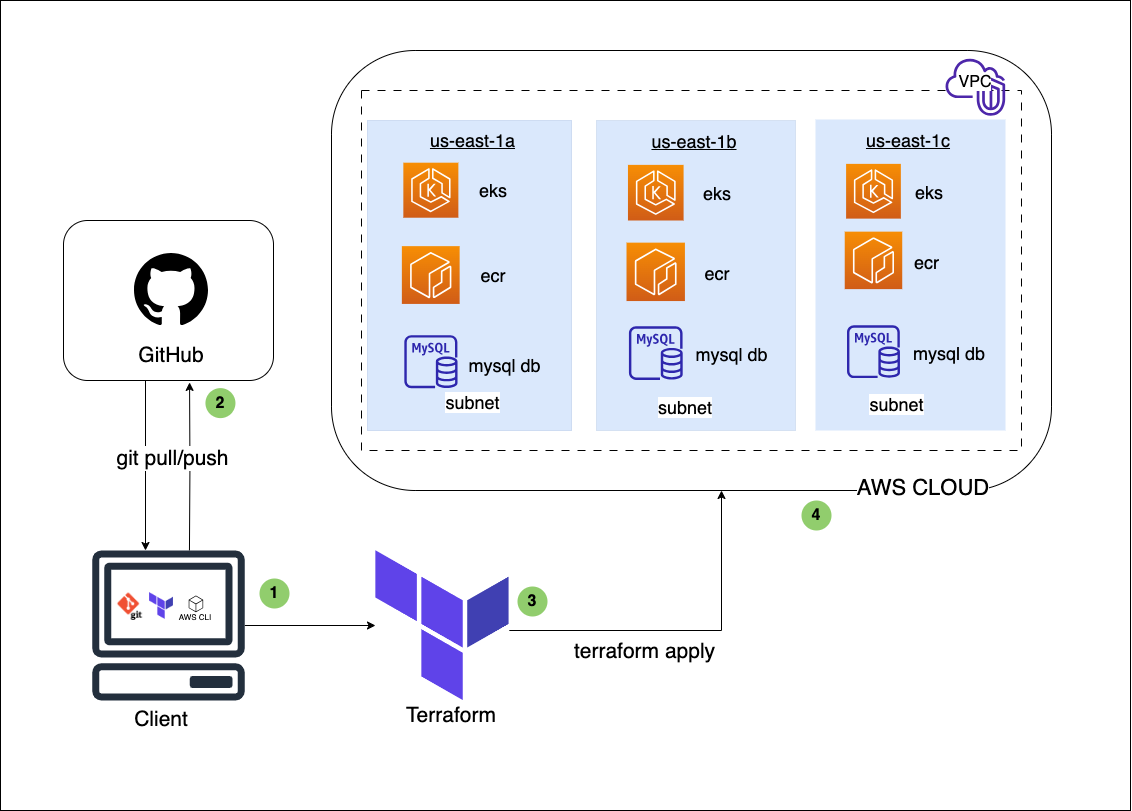 VPC
us-east-1a
us-east-1b
us-east-1c
K
eks
K
eks
K
eks
ecr
ecr
ecr
MySQL
mysql db
MySQL
mysql db
MySQL
mysql db
subnet
subnet
subnet
GitHub
2
git pull/push
AWS CLOUD
4
1
3
git
AWS CLI
terraform apply
Client
Terraform